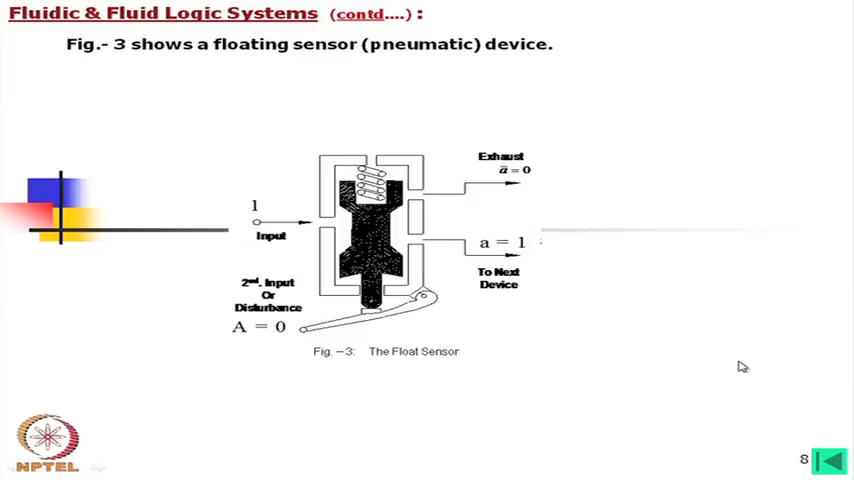 Fluidic & Fluid Logic Systems (contd....) :
Fig.- 3 shows a floating sensor (pneumatic) device.
Exhaust
ā = 0
1
Input
a = 1
To Next
Device
2nd. Input
Or
Disturbance
A = 0
Fig. – 3: The Float Sensor
NPTEL
8